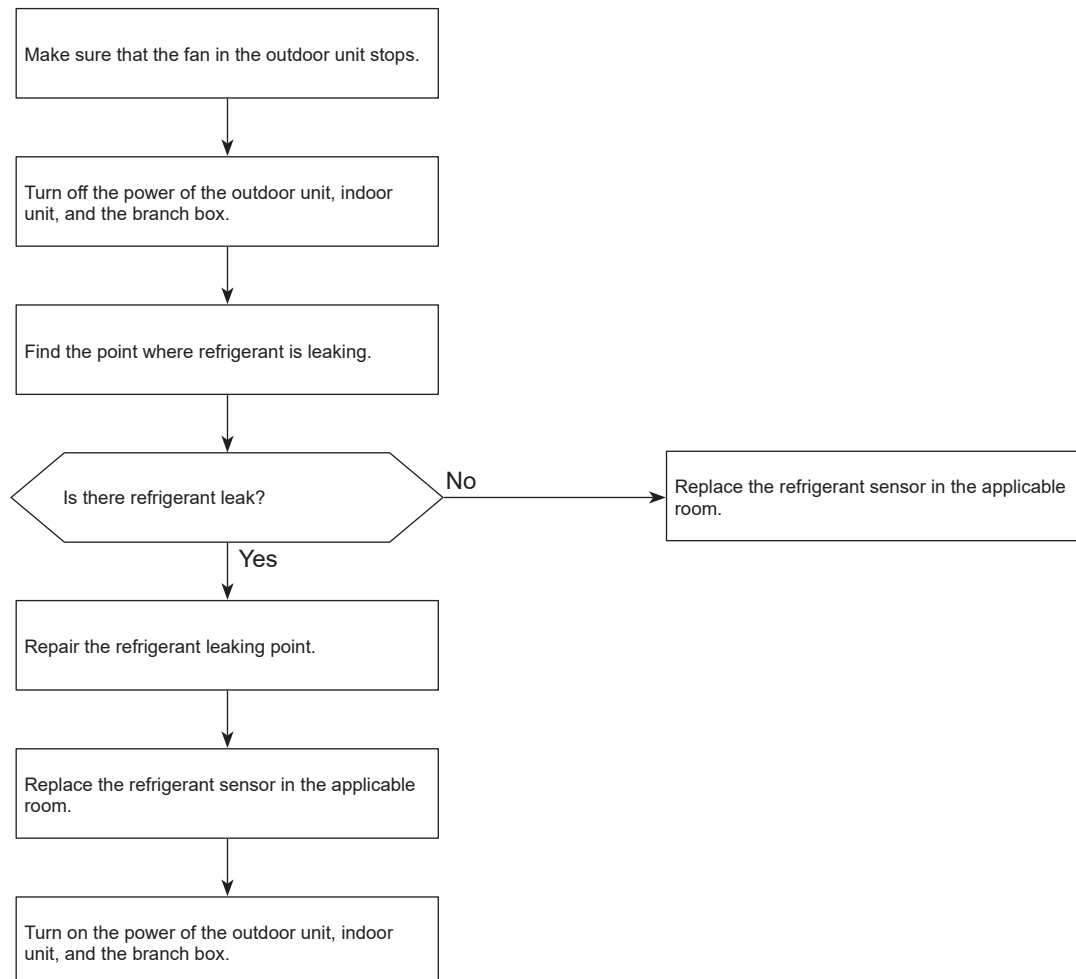 Make sure that the fan in the outdoor unit stops.
Turn off the power of the outdoor unit, indoor
unit, and the branch box.
Find the point where refrigerant is leaking.
Is there refrigerant leak?
No
Replace the refrigerant sensor in the applicable
room.
Yes
Repair the refrigerant leaking point.
Replace the refrigerant sensor in the applicable
room.
Turn on the power of the outdoor unit, indoor
unit, and the branch box.